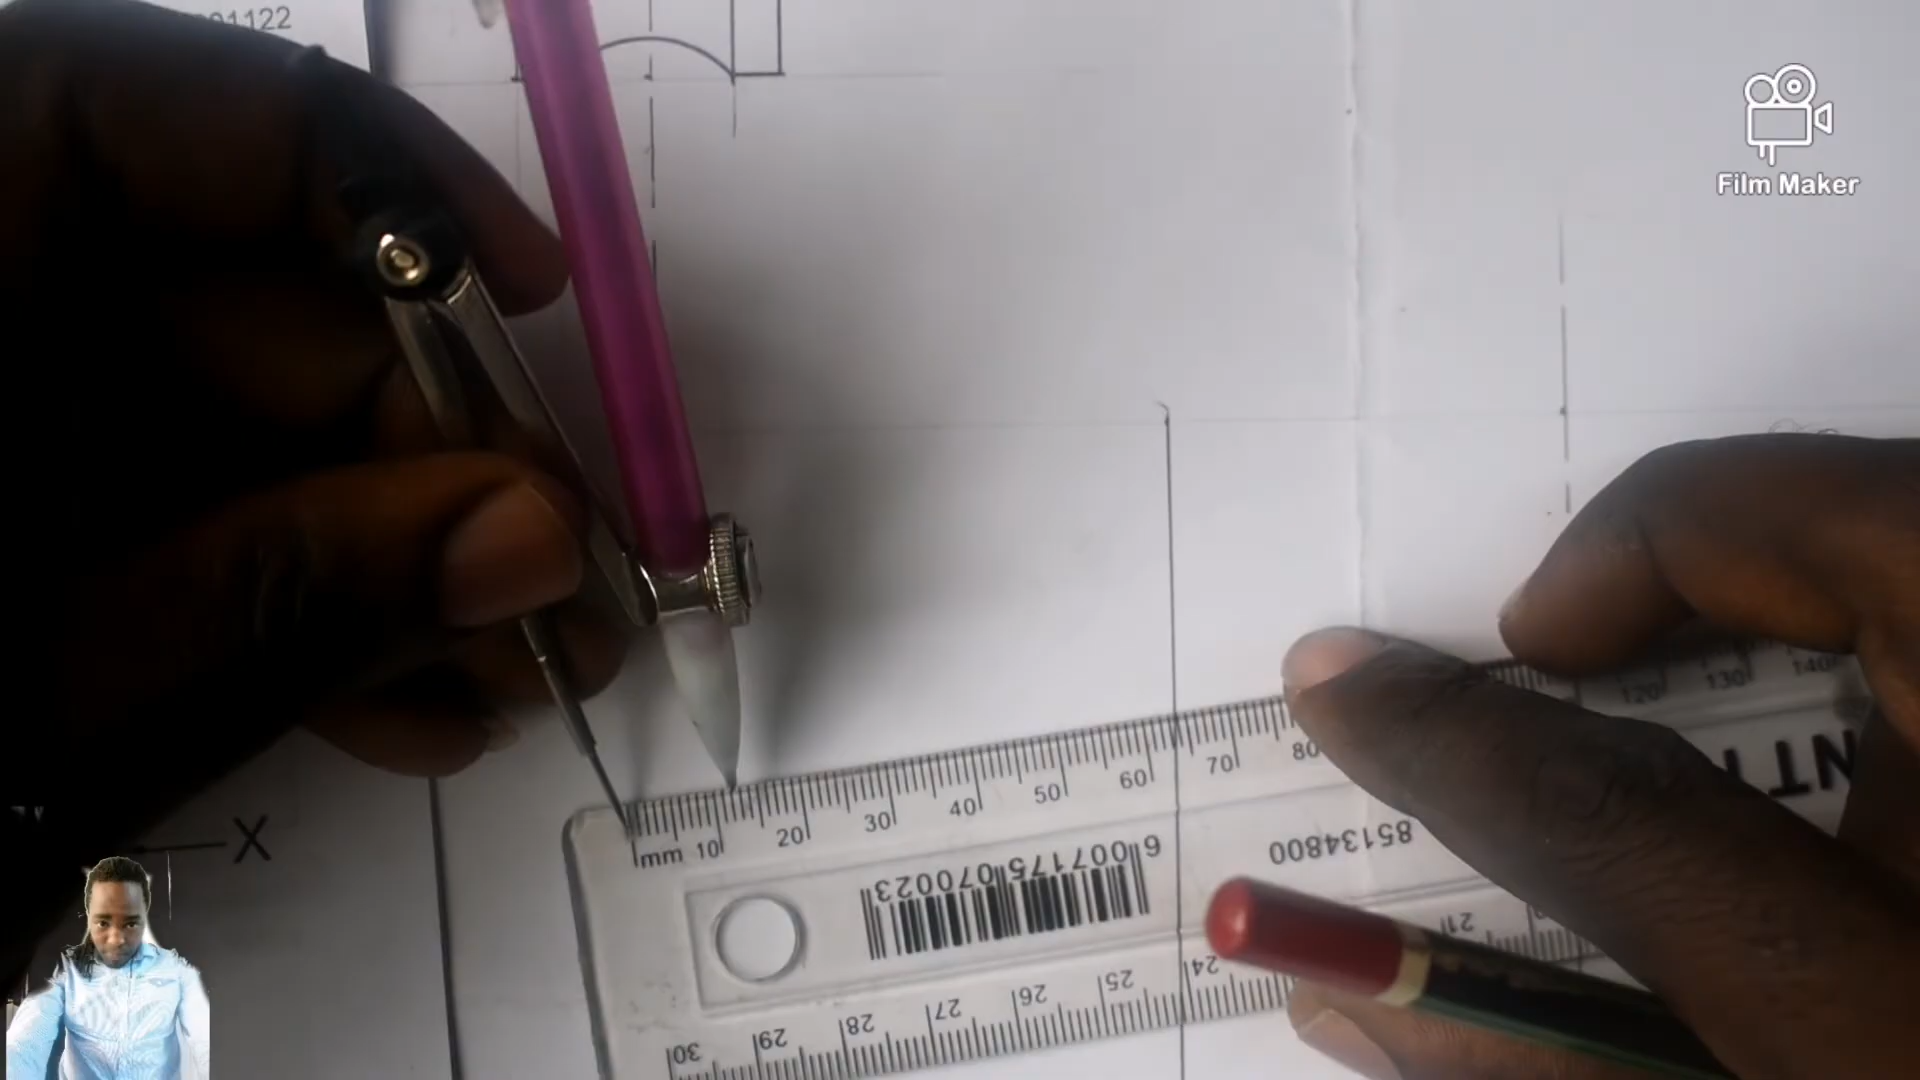 01122
Film Maker
X
mm 10 20 30 40 50 60 70 80 120 130 140
6 007175 070023
85134800
NT
30 29 28 27 26 25 24 21